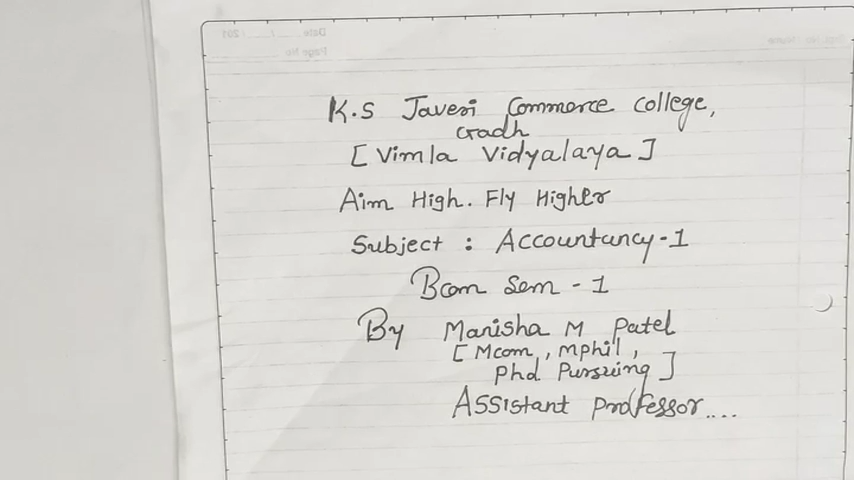 K.S Javeri Commerce college,
cradh
[Vimla Vidyalaya]
Aim High. Fly Higher
Subject : Accountancy-1
Bcom Sem - 1
By Manisha M Patel
[Mcom, mphil,
Phd Pursuing]
Assistant professor....